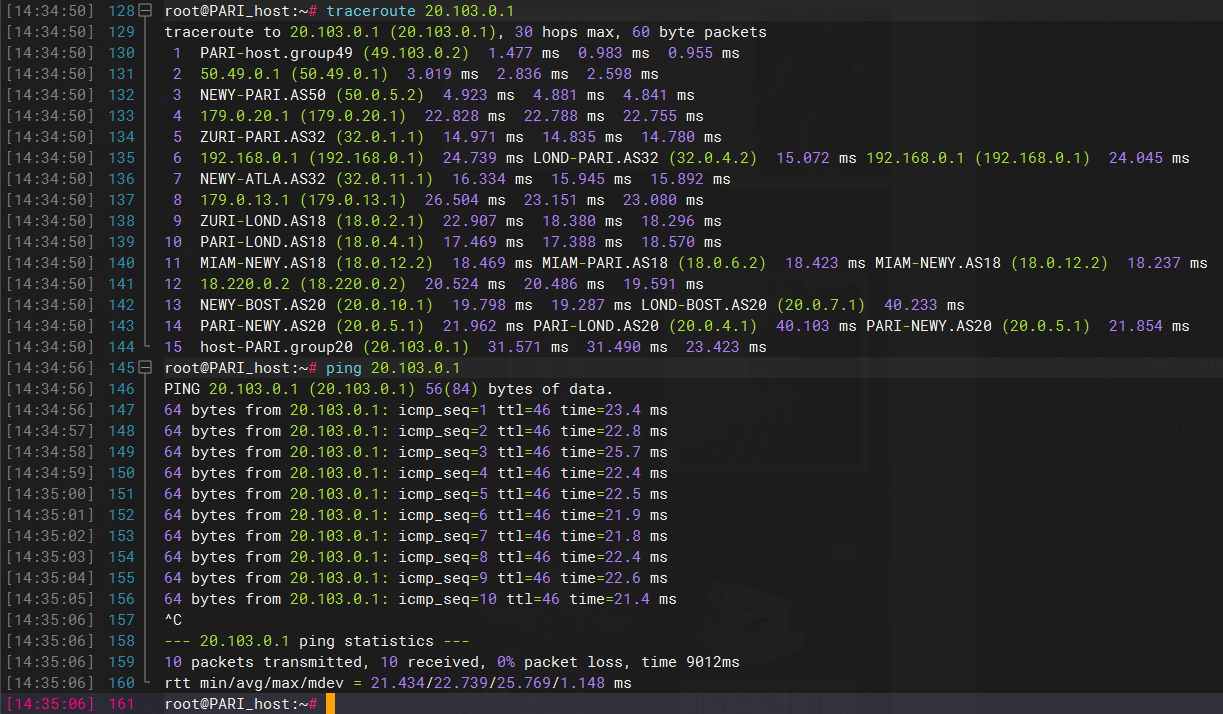 [14:34:50] 128 root@PARI_host:~# traceroute 20.103.0.1
[14:34:50] 129 traceroute to 20.103.0.1 (20.103.0.1), 30 hops max, 60 byte packets
[14:34:50] 130  1  PARI-host.group49 (49.103.0.2)  1.477 ms  0.983 ms  0.955 ms
[14:34:50] 131  2  50.49.0.1 (50.49.0.1)  3.019 ms  2.836 ms  2.598 ms
[14:34:50] 132  3  NEWY-PARI.AS50 (50.0.5.2)  4.923 ms  4.881 ms  4.841 ms
[14:34:50] 133  4  179.0.20.1 (179.0.20.1)  22.828 ms  22.788 ms  22.755 ms
[14:34:50] 134  5  ZURI-PARI.AS32 (32.0.1.1)  14.971 ms  14.835 ms  14.780 ms
[14:34:50] 135  6  192.168.0.1 (192.168.0.1)  24.739 ms LOND-PARI.AS32 (32.0.4.2)  15.072 ms 192.168.0.1 (192.168.0.1)  24.045 ms
[14:34:50] 136  7  NEWY-ATLA.AS32 (32.0.11.1)  16.334 ms  15.945 ms  15.892 ms
[14:34:50] 137  8  179.0.13.1 (179.0.13.1)  26.504 ms  23.151 ms  23.080 ms
[14:34:50] 138  9  ZURI-LOND.AS18 (18.0.2.1)  22.907 ms  18.380 ms  18.296 ms
[14:34:50] 139 10  PARI-LOND.AS18 (18.0.4.1)  17.469 ms  17.388 ms  18.570 ms
[14:34:50] 140 11  MIAM-NEWY.AS18 (18.0.12.2)  18.469 ms MIAM-PARI.AS18 (18.0.6.2)  18.423 ms MIAM-NEWY.AS18 (18.0.12.2)  18.237 ms
[14:34:50] 141 12  18.220.0.2 (18.220.0.2)  20.524 ms  20.486 ms  19.591 ms
[14:34:50] 142 13  NEWY-BOST.AS20 (20.0.10.1)  19.798 ms  19.287 ms LOND-BOST.AS20 (20.0.7.1)  40.233 ms
[14:34:50] 143 14  PARI-NEWY.AS20 (20.0.5.1)  21.962 ms PARI-LOND.AS20 (20.0.4.1)  40.103 ms PARI-NEWY.AS20 (20.0.5.1)  21.854 ms
[14:34:50] 144 15  host-PARI.group20 (20.103.0.1)  31.571 ms  31.490 ms  23.423 ms
[14:34:56] 145 root@PARI_host:~# ping 20.103.0.1
[14:34:56] 146 PING 20.103.0.1 (20.103.0.1) 56(84) bytes of data.
[14:34:56] 147 64 bytes from 20.103.0.1: icmp_seq=1 ttl=46 time=23.4 ms
[14:34:57] 148 64 bytes from 20.103.0.1: icmp_seq=2 ttl=46 time=22.8 ms
[14:34:58] 149 64 bytes from 20.103.0.1: icmp_seq=3 ttl=46 time=25.7 ms
[14:34:59] 150 64 bytes from 20.103.0.1: icmp_seq=4 ttl=46 time=22.4 ms
[14:35:00] 151 64 bytes from 20.103.0.1: icmp_seq=5 ttl=46 time=22.5 ms
[14:35:01] 152 64 bytes from 20.103.0.1: icmp_seq=6 ttl=46 time=21.9 ms
[14:35:02] 153 64 bytes from 20.103.0.1: icmp_seq=7 ttl=46 time=21.8 ms
[14:35:03] 154 64 bytes from 20.103.0.1: icmp_seq=8 ttl=46 time=22.4 ms
[14:35:04] 155 64 bytes from 20.103.0.1: icmp_seq=9 ttl=46 time=22.6 ms
[14:35:05] 156 64 bytes from 20.103.0.1: icmp_seq=10 ttl=46 time=21.4 ms
[14:35:06] 157 ^C
[14:35:06] 158 --- 20.103.0.1 ping statistics ---
[14:35:06] 159 10 packets transmitted, 10 received, 0% packet loss, time 9012ms
[14:35:06] 160 rtt min/avg/max/mdev = 21.434/22.739/25.769/1.148 ms
[14:35:06] 161 root@PARI_host:~#